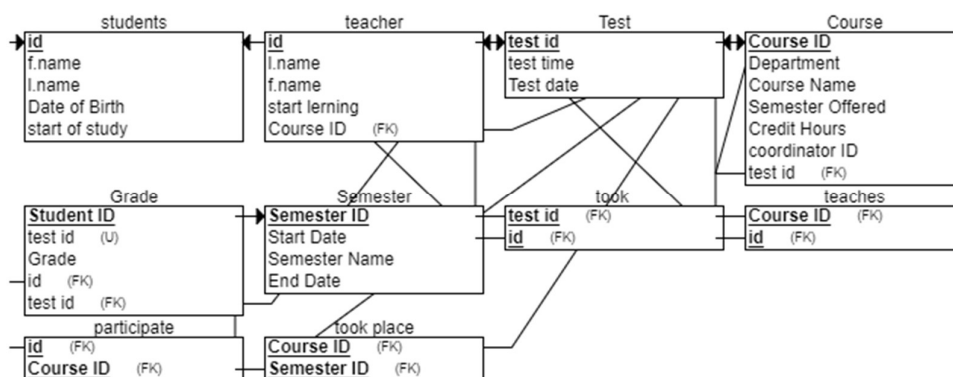 students
id
f.name
l.name
Date of Birth
start of study
teacher
id
l.name
f.name
start lerning
Course ID (FK)
Test
test id
test time
Test date
Course
Course ID
Department
Course Name
Semester Offered
Credit Hours
coordinator ID
test id (FK)
Grade
Student ID
test id (U)
Grade
id (FK)
test id (FK)
Semester
Semester ID
Start Date
Semester Name
End Date
took
test id (FK)
id (FK)
teaches
Course ID (FK)
id (FK)
participate
id (FK)
Course ID (FK)
took place
Course ID (FK)
Semester ID (FK)